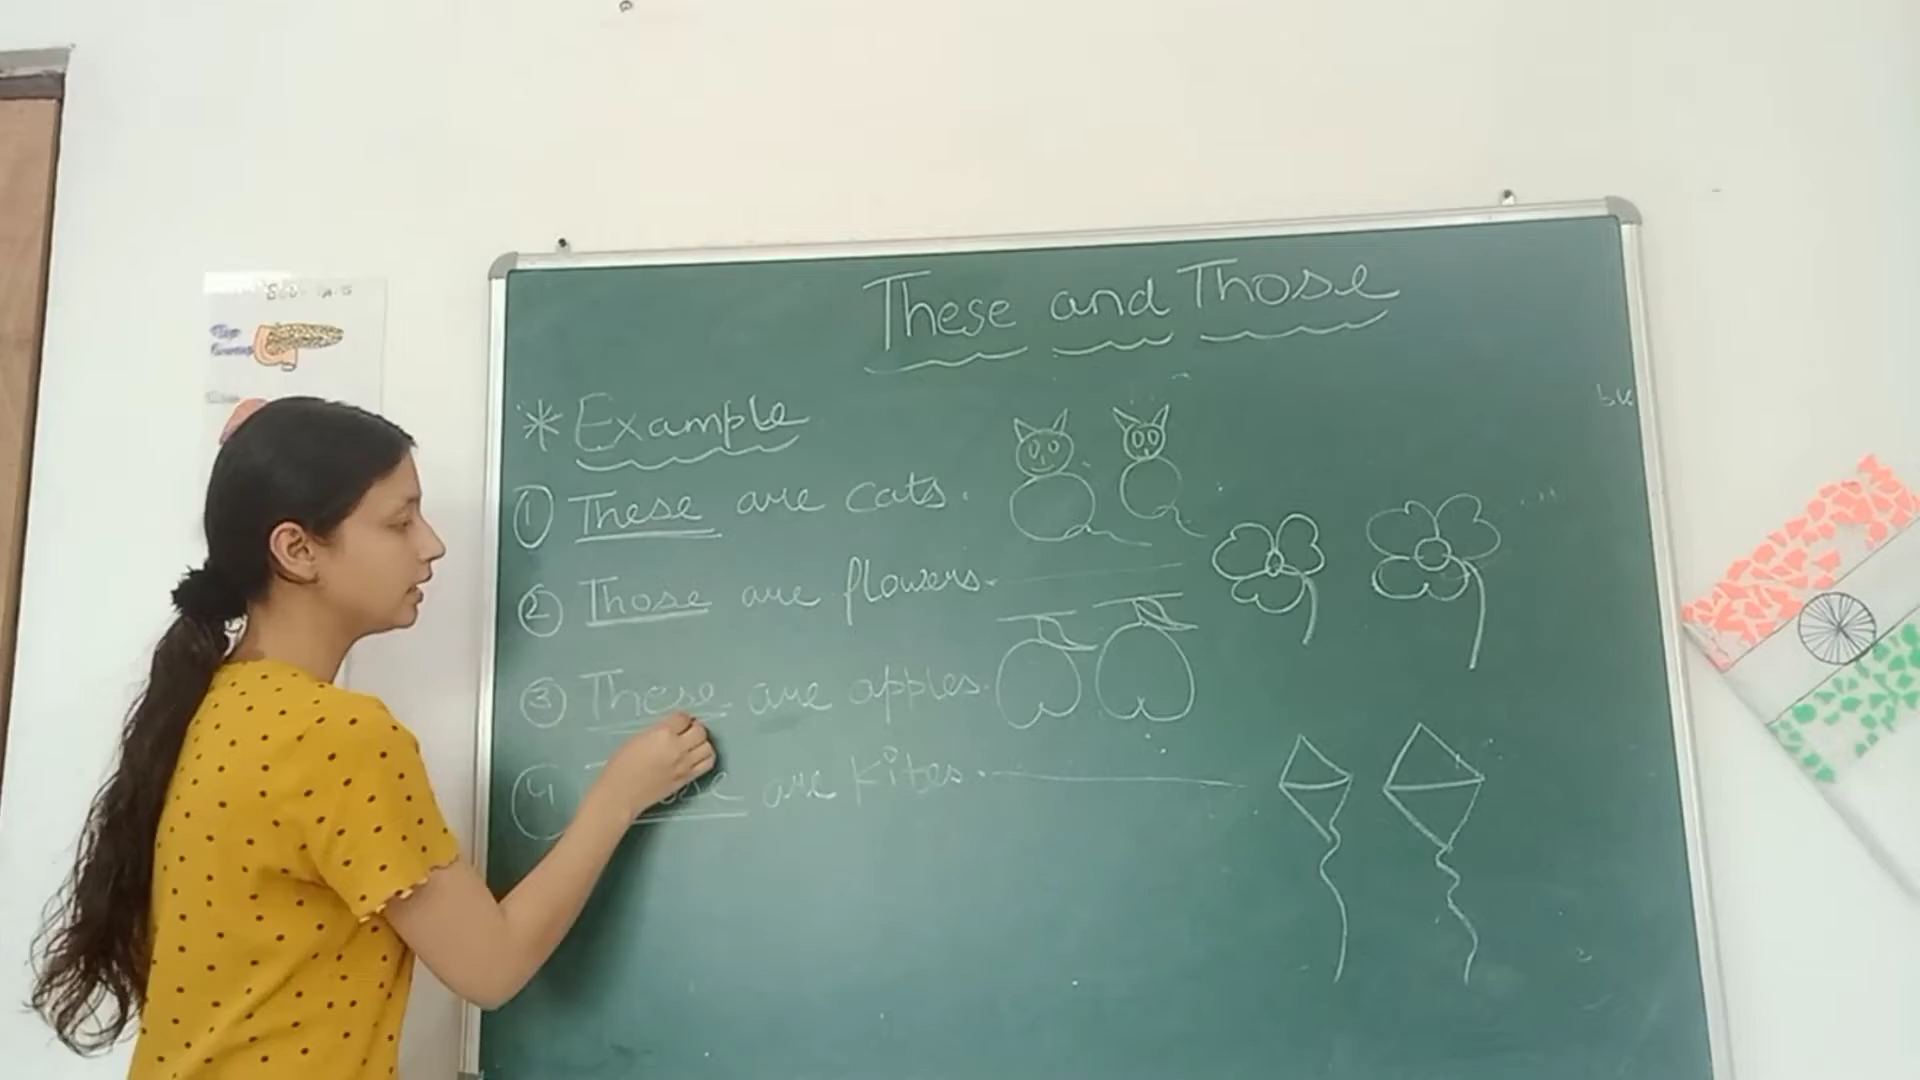 These and Those
* Example
① These are cats.
② Those are flowers.
③ These are apples.
④ Those are kites.